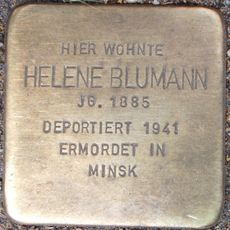 HIER WOHNTE
HELENE BLUMANN
JG. 1885
DEPORTIERT 1941
ERMORDET IN
MINSK